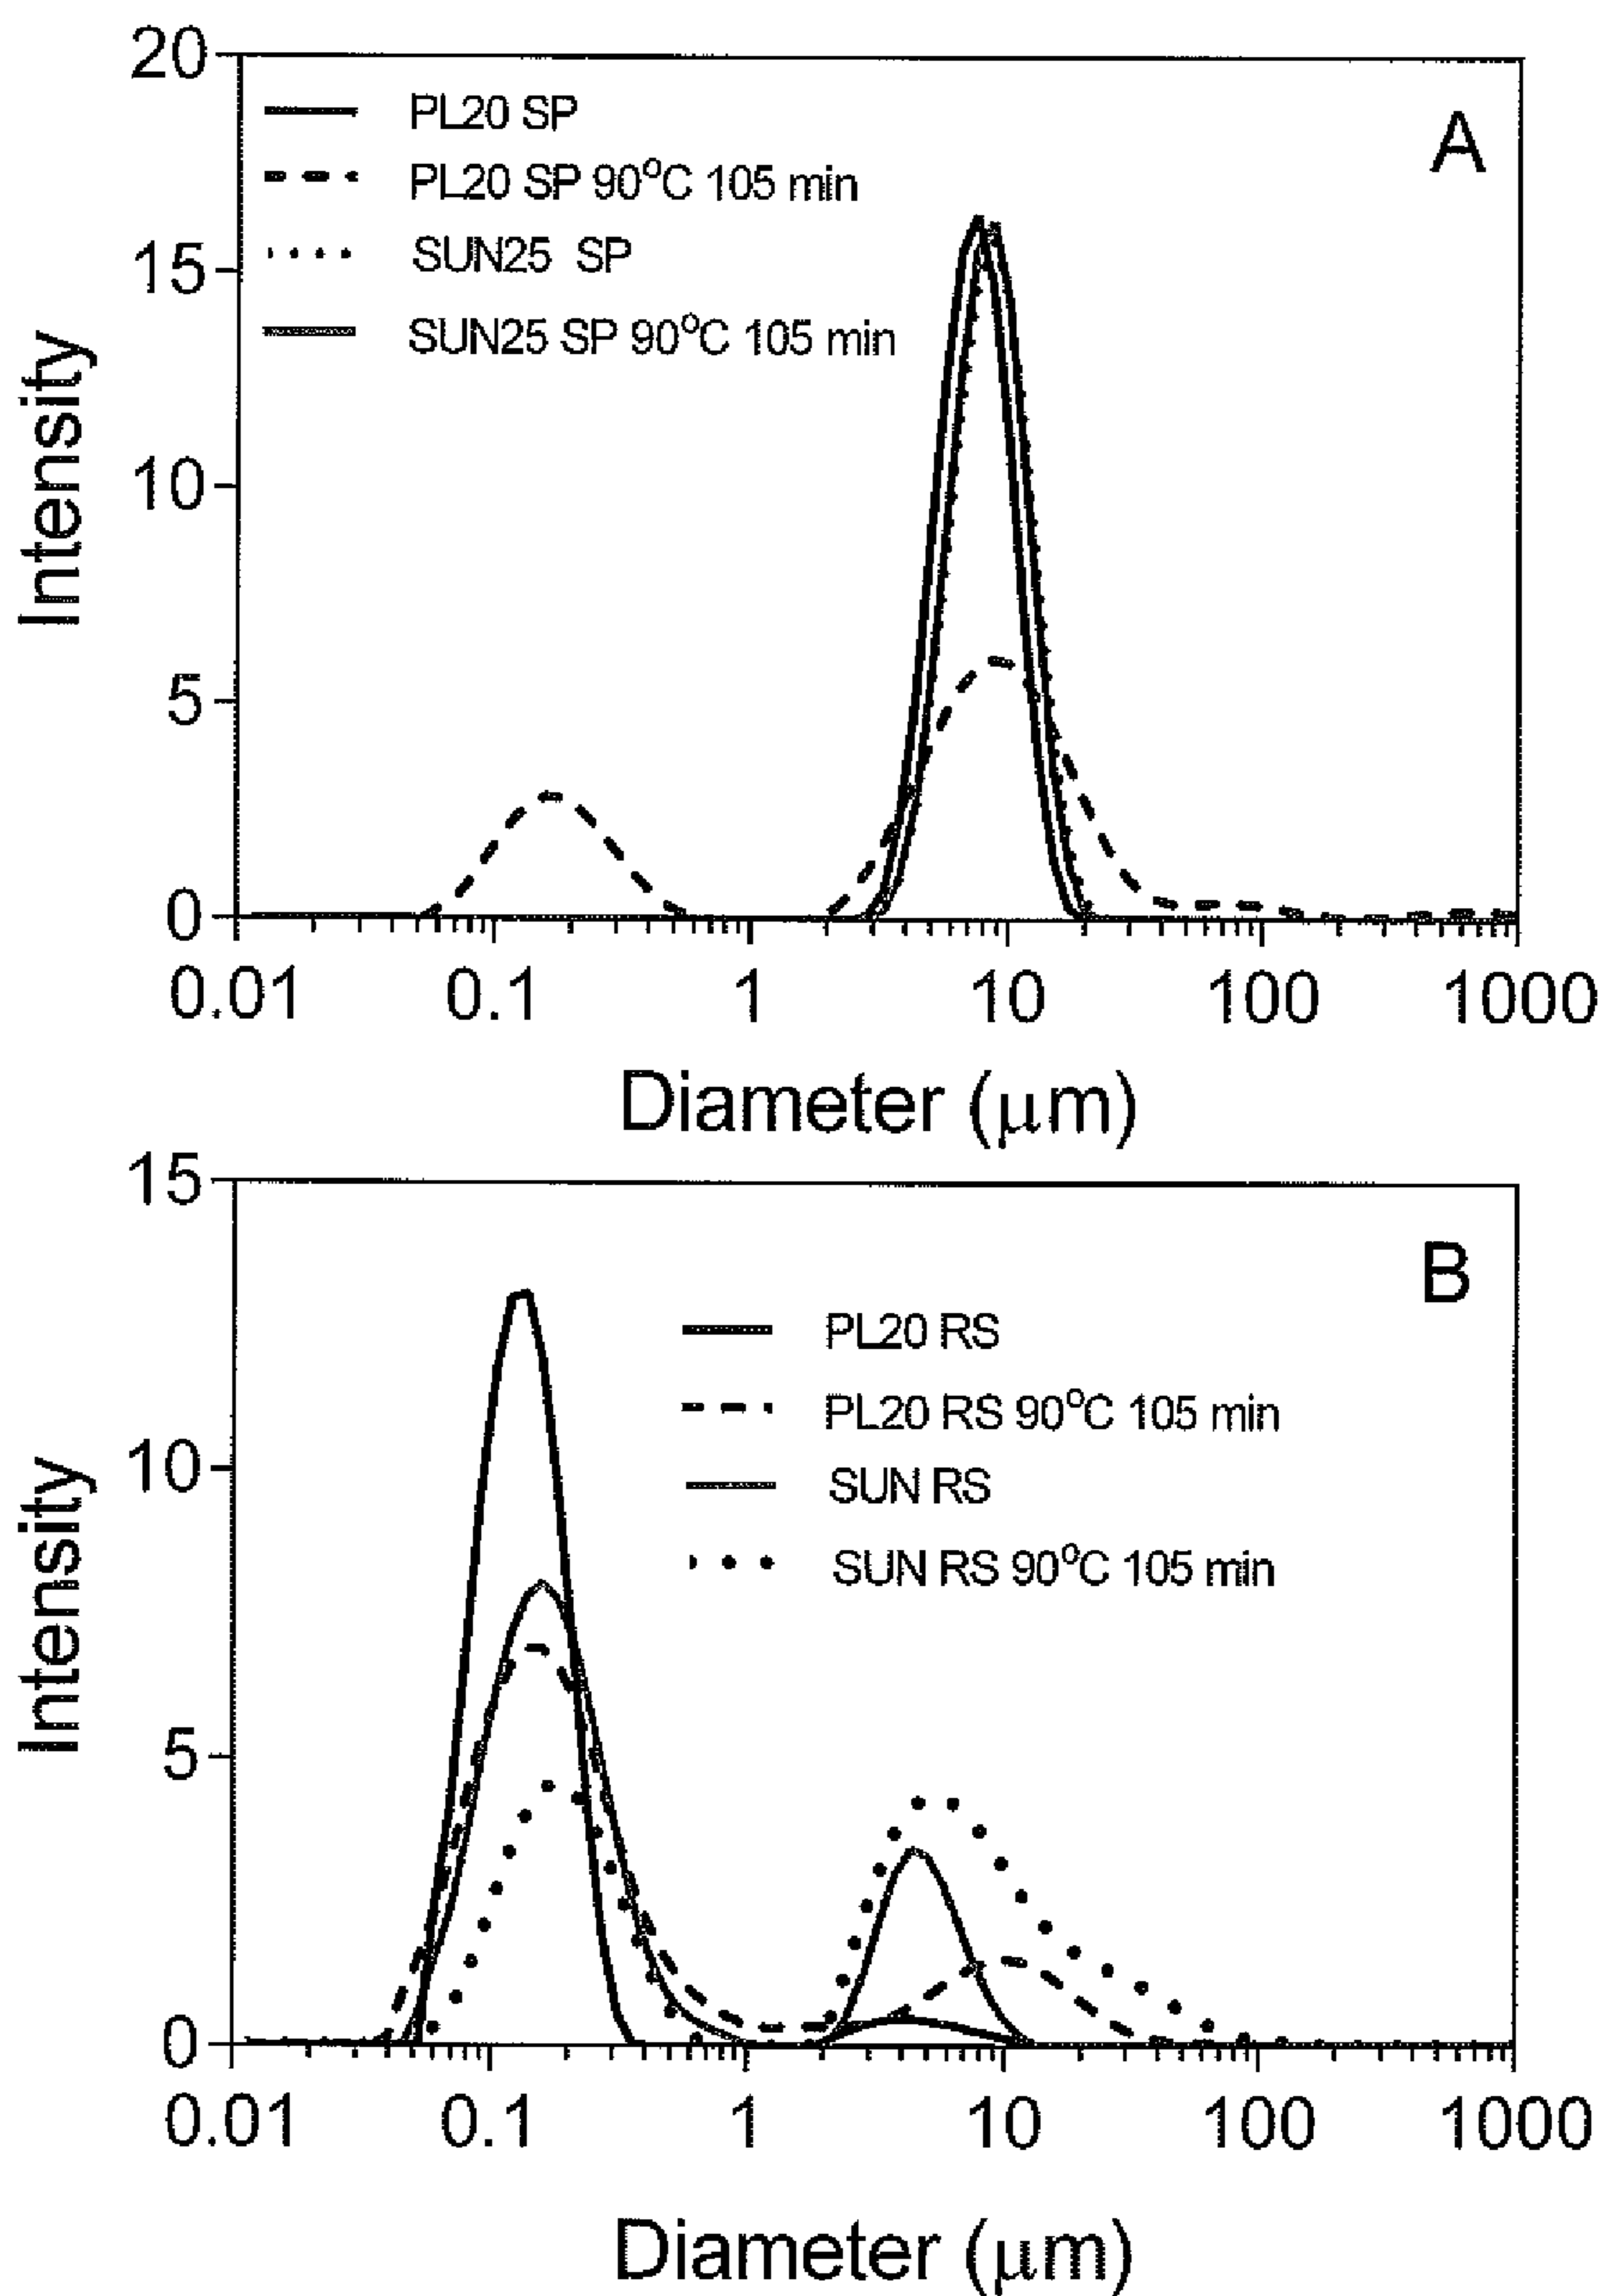 20
15
10
5
0
Intensity
PL20 SP
PL20 SP 90°C 105 min
SUN25 SP
SUN25 SP 90°C 105 min
A
0.01 0.1 1 10 100 1000
Diameter (μm)
15
10
5
0
Intensity
B
PL20 RS
PL20 RS 90°C 105 min
SUN RS
SUN RS 90°C 105 min
0.01 0.1 1 10 100 1000
Diameter (μm)